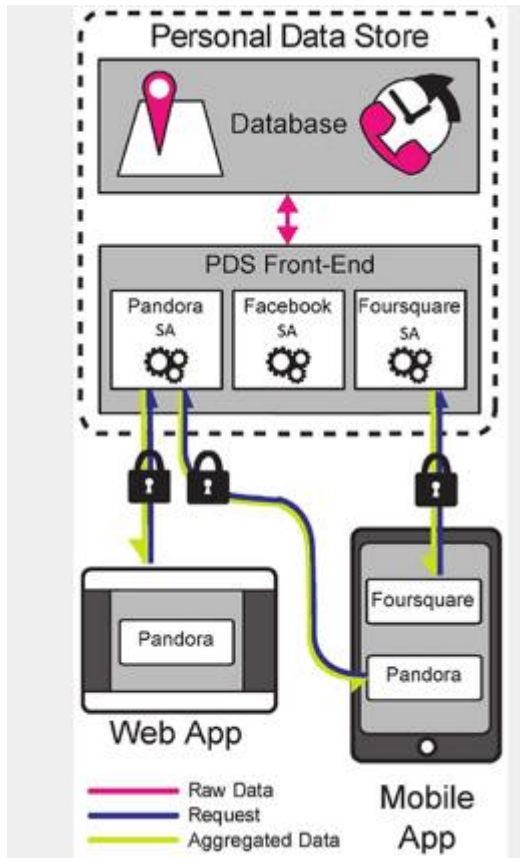 Personal Data Store
Database
PDS Front-End
Pandora
SA
Facebook
SA
Foursquare
SA
Pandora
Web App
Foursquare
Pandora
Mobile
App
Raw Data
Request
Aggregated Data